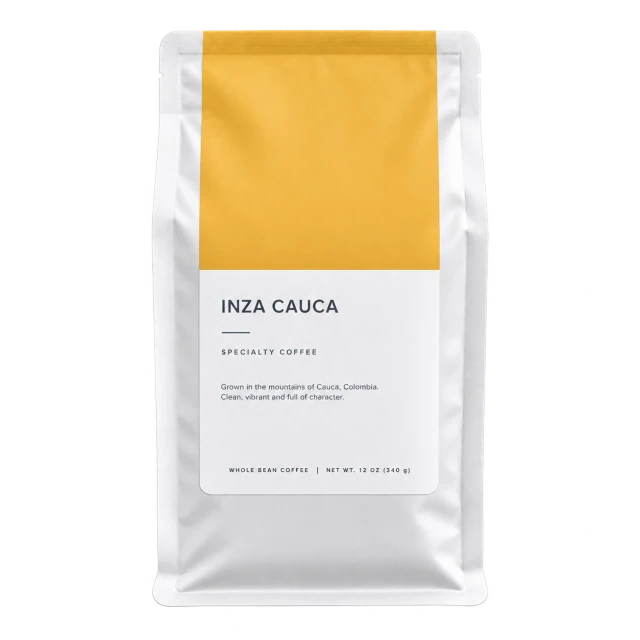 INZA CAUCA
SPECIALTY COFFEE
Grown in the mountains of Cauca, Colombia.
Clean, vibrant and full of character.
WHOLE BEAN COFFEE | NET WT. 12 OZ (340 g)